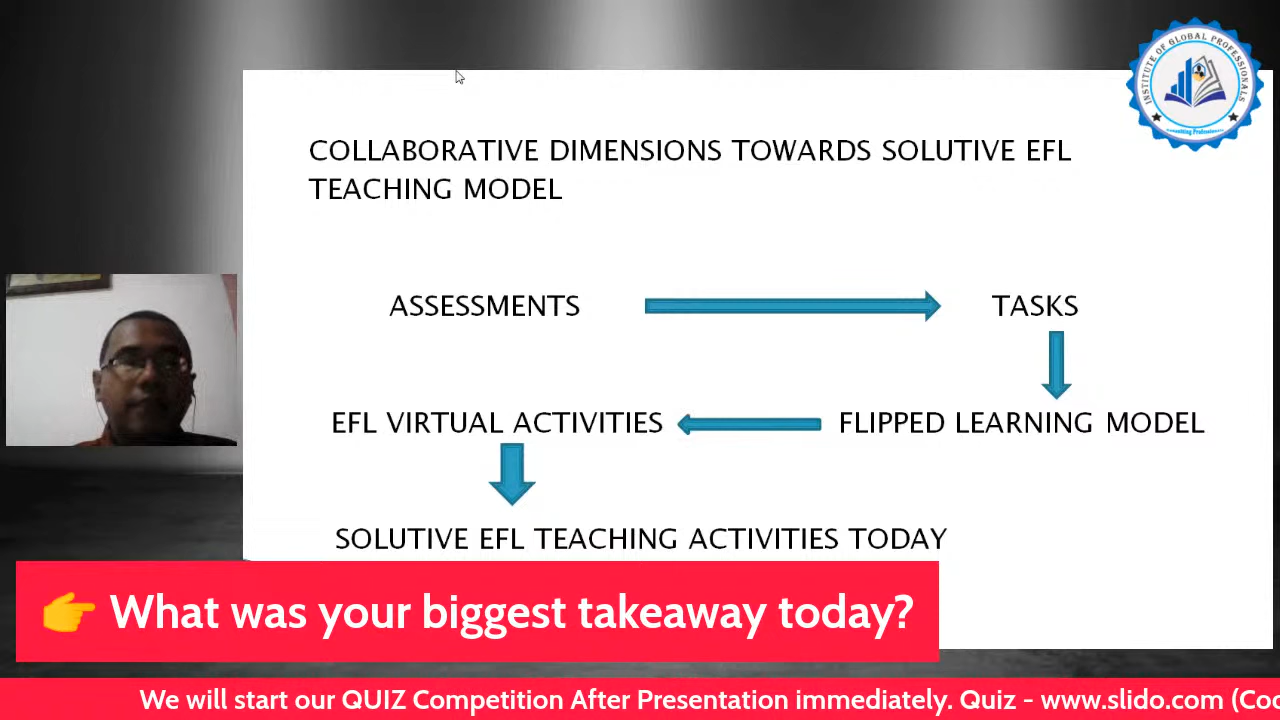 INSTITUTE OF GLOBAL PROFESSIONALS
COLLABORATIVE DIMENSIONS TOWARDS SOLUTIVE EFL
TEACHING MODEL
ASSESSMENTS
TASKS
EFL VIRTUAL ACTIVITIES
FLIPPED LEARNING MODEL
SOLUTIVE EFL TEACHING ACTIVITIES TODAY
👉 What was your biggest takeaway today?
We will start our QUIZ Competition After Presentation immediately. Quiz - www.slido.com (Coo